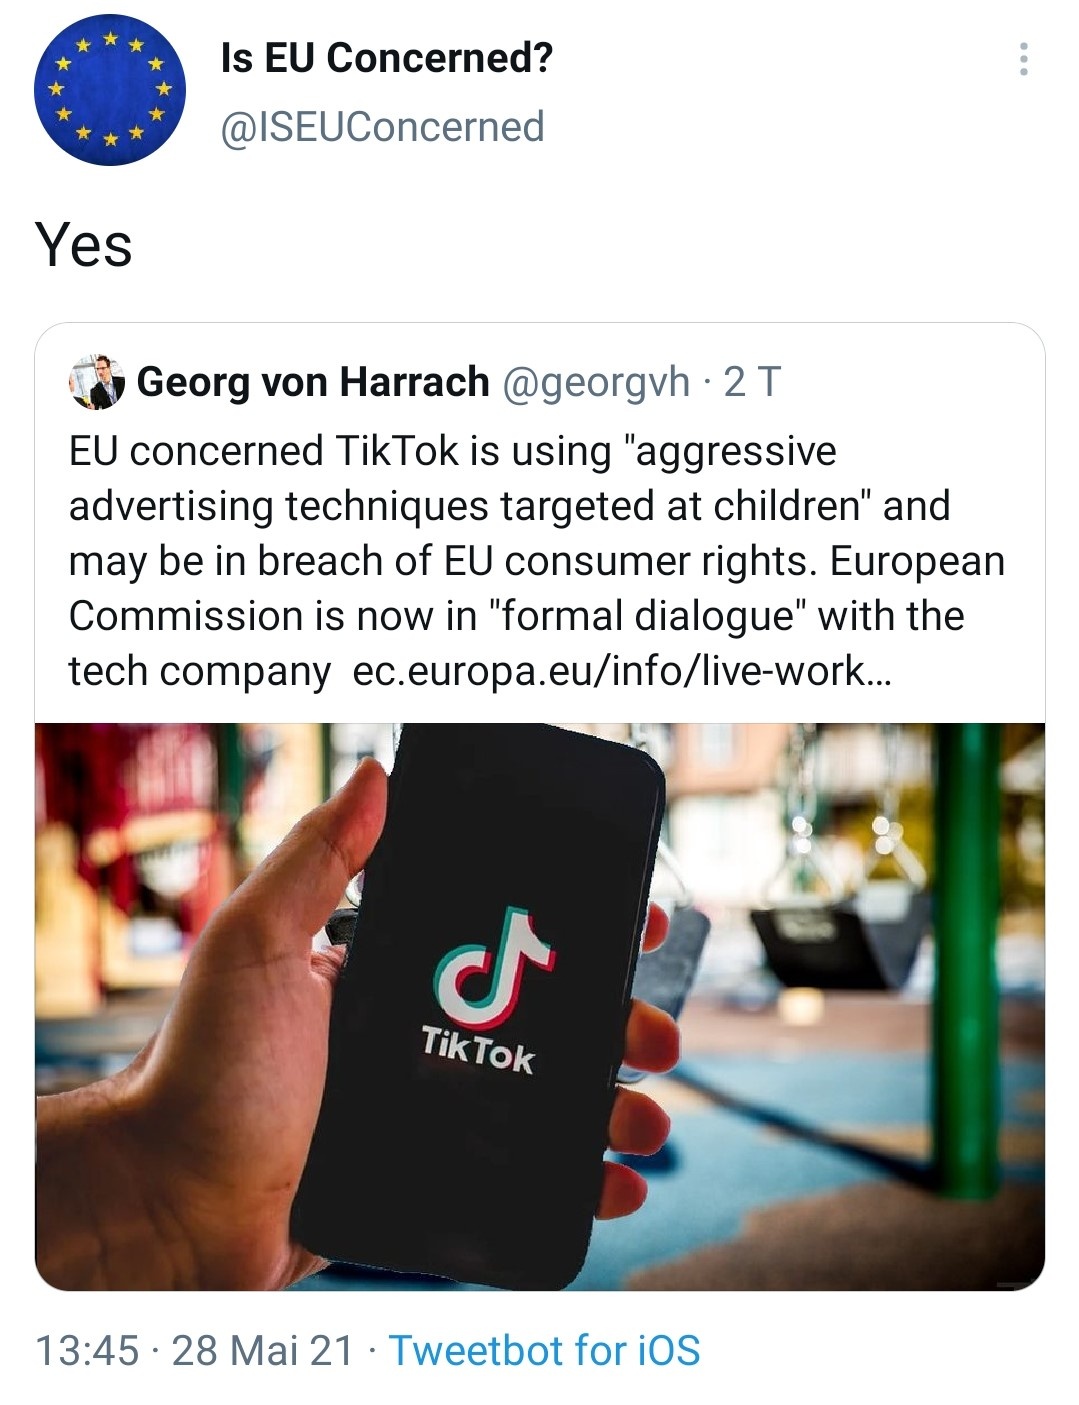 Is EU Concerned?
@ISEUConcerned
Yes
Georg von Harrach @georgvh · 2 T
EU concerned TikTok is using "aggressive
advertising techniques targeted at children" and
may be in breach of EU consumer rights. European
Commission is now in "formal dialogue" with the
tech company  ec.europa.eu/info/live-work…
TikTok
13:45 · 28 Mai 21 · Tweetbot for iOS